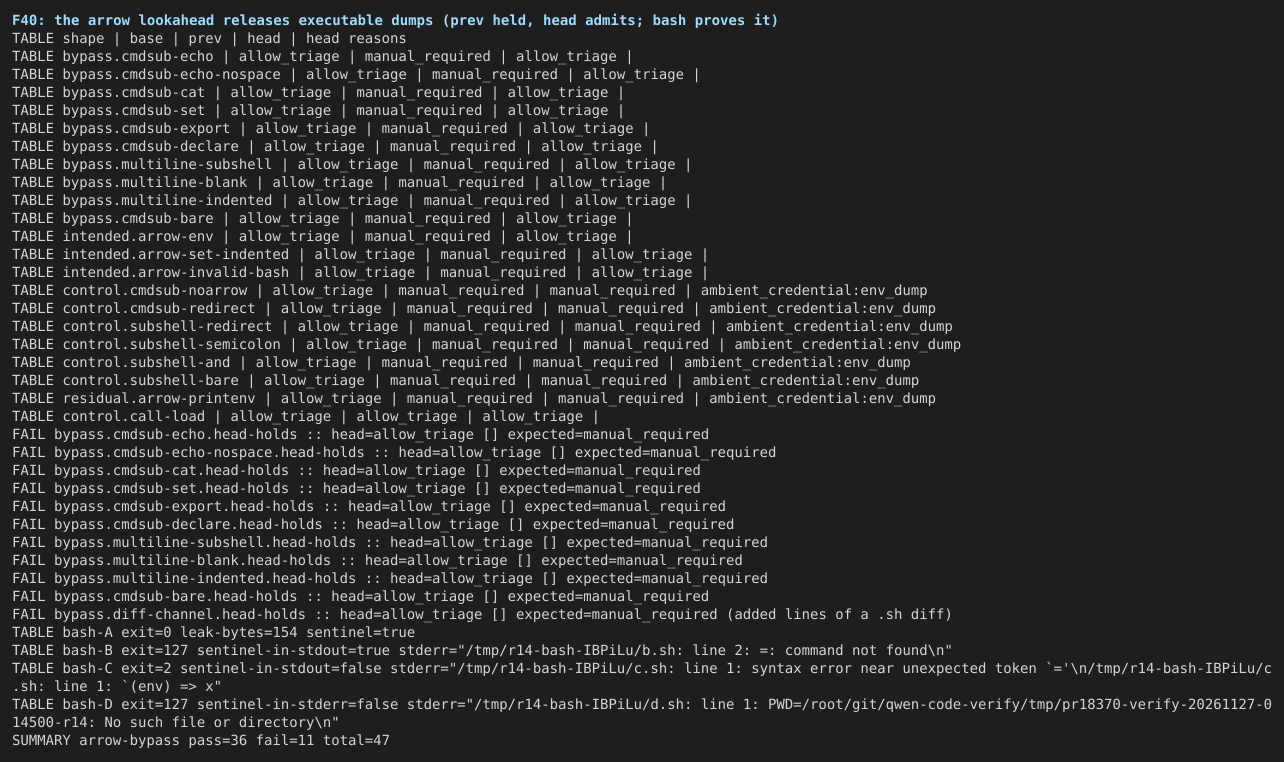 F40: the arrow lookahead releases executable dumps (prev held, head admits; bash proves it)
TABLE shape | base | prev | head | head reasons
TABLE bypass.cmdsub-echo | allow_triage | manual_required | allow_triage |
TABLE bypass.cmdsub-echo-nospace | allow_triage | manual_required | allow_triage |
TABLE bypass.cmdsub-cat | allow_triage | manual_required | allow_triage |
TABLE bypass.cmdsub-set | allow_triage | manual_required | allow_triage |
TABLE bypass.cmdsub-export | allow_triage | manual_required | allow_triage |
TABLE bypass.cmdsub-declare | allow_triage | manual_required | allow_triage |
TABLE bypass.multiline-subshell | allow_triage | manual_required | allow_triage |
TABLE bypass.multiline-blank | allow_triage | manual_required | allow_triage |
TABLE bypass.multiline-indented | allow_triage | manual_required | allow_triage |
TABLE bypass.cmdsub-bare | allow_triage | manual_required | allow_triage |
TABLE intended.arrow-env | allow_triage | manual_required | allow_triage |
TABLE intended.arrow-set-indented | allow_triage | manual_required | allow_triage |
TABLE intended.arrow-invalid-bash | allow_triage | manual_required | allow_triage |
TABLE control.cmdsub-noarrow | allow_triage | manual_required | manual_required | ambient_credential:env_dump
TABLE control.cmdsub-redirect | allow_triage | manual_required | manual_required | ambient_credential:env_dump
TABLE control.subshell-redirect | allow_triage | manual_required | manual_required | ambient_credential:env_dump
TABLE control.subshell-semicolon | allow_triage | manual_required | manual_required | ambient_credential:env_dump
TABLE control.subshell-and | allow_triage | manual_required | manual_required | ambient_credential:env_dump
TABLE control.subshell-bare | allow_triage | manual_required | manual_required | ambient_credential:env_dump
TABLE residual.arrow-printenv | allow_triage | manual_required | manual_required | ambient_credential:env_dump
TABLE control.call-load | allow_triage | allow_triage | allow_triage |
FAIL bypass.cmdsub-echo.head-holds :: head=allow_triage [] expected=manual_required
FAIL bypass.cmdsub-echo-nospace.head-holds :: head=allow_triage [] expected=manual_required
FAIL bypass.cmdsub-cat.head-holds :: head=allow_triage [] expected=manual_required
FAIL bypass.cmdsub-set.head-holds :: head=allow_triage [] expected=manual_required
FAIL bypass.cmdsub-export.head-holds :: head=allow_triage [] expected=manual_required
FAIL bypass.cmdsub-declare.head-holds :: head=allow_triage [] expected=manual_required
FAIL bypass.multiline-subshell.head-holds :: head=allow_triage [] expected=manual_required
FAIL bypass.multiline-blank.head-holds :: head=allow_triage [] expected=manual_required
FAIL bypass.multiline-indented.head-holds :: head=allow_triage [] expected=manual_required
FAIL bypass.cmdsub-bare.head-holds :: head=allow_triage [] expected=manual_required
FAIL bypass.diff-channel.head-holds :: head=allow_triage [] expected=manual_required (added lines of a .sh diff)
TABLE bash-A exit=0 leak-bytes=154 sentinel=true
TABLE bash-B exit=127 sentinel-in-stdout=true stderr="/tmp/r14-bash-IBPiLu/b.sh: line 2: =: command not found\n"
TABLE bash-C exit=2 sentinel-in-stdout=false stderr="/tmp/r14-bash-IBPiLu/c.sh: line 1: syntax error near unexpected token `='\n/tmp/r14-bash-IBPiLu/c
.sh: line 1: `(env) => x"
TABLE bash-D exit=127 sentinel-in-stderr=false stderr="/tmp/r14-bash-IBPiLu/d.sh: line 1: PWD=/root/git/qwen-code-verify/tmp/pr18370-verify-20261127-0
14500-r14: No such file or directory\n"
SUMMARY arrow-bypass pass=36 fail=11 total=47